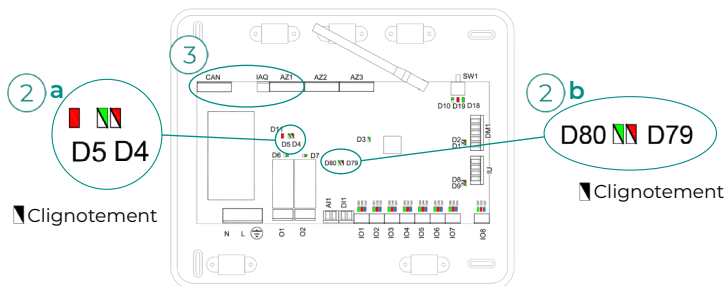 3
CAN IAQ AZ1 AZ2 AZ3 SW1
2 a
2 b
D10 D19 D18
D5 D4
D80 D79
D11
D5 D4
D3
D2
D1
DM1
D6 D7
D80 D79
IU
D8
D9
Clignotement
Clignotement
AI1 DI1
N L O1 O2 IO1 IO2 IO3 IO4 IO5 IO6 IO7 IO8